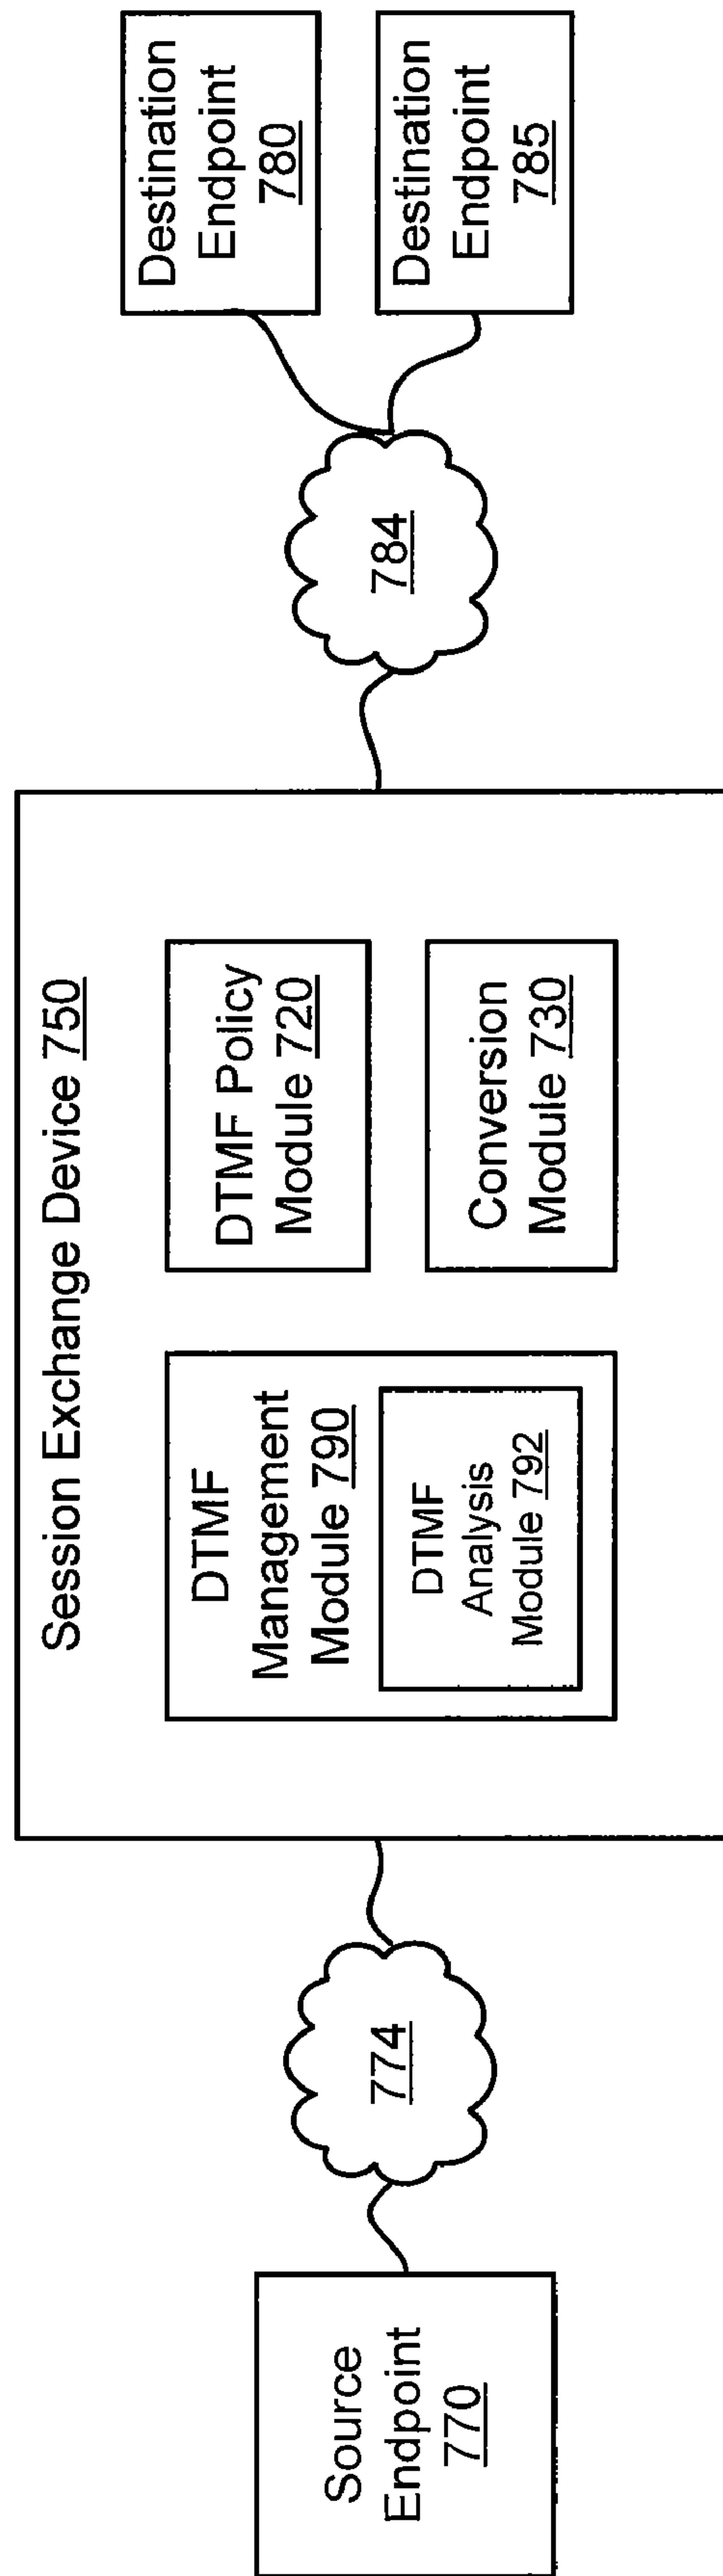 Source
Endpoint
770
774
Session Exchange Device 750
DTMF
Management
Module 790
DTMF
Analysis
Module 792
DTMF Policy
Module 720
Conversion
Module 730
784
Destination
Endpoint
780
Destination
Endpoint
785